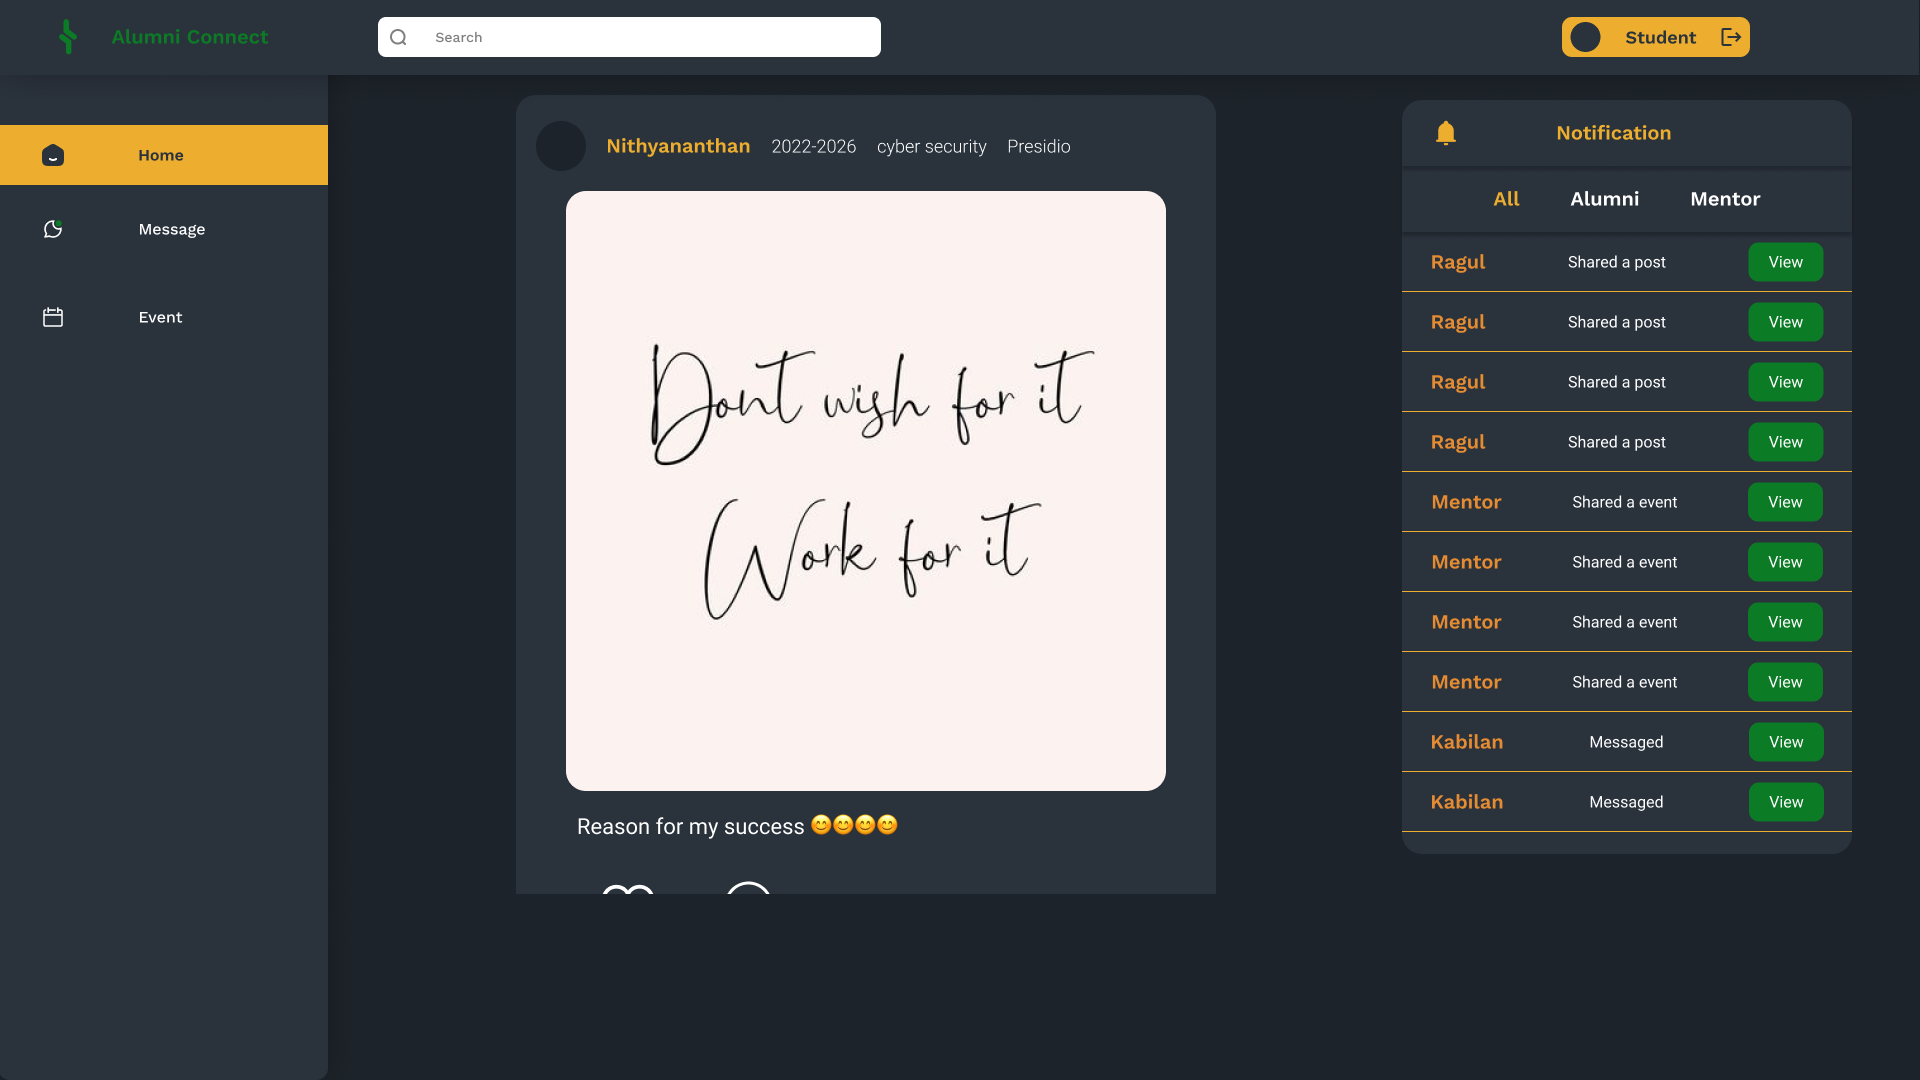 Alumni Connect
Search
Student
Home
Message
Event
Nithyananthan 2022-2026 cyber security Presidio
Dont wish for it
Work for it
Reason for my success 😊😊😊😊
Notification
All Alumni Mentor
Ragul Shared a post View
Ragul Shared a post View
Ragul Shared a post View
Ragul Shared a post View
Mentor Shared a event View
Mentor Shared a event View
Mentor Shared a event View
Mentor Shared a event View
Kabilan Messaged View
Kabilan Messaged View